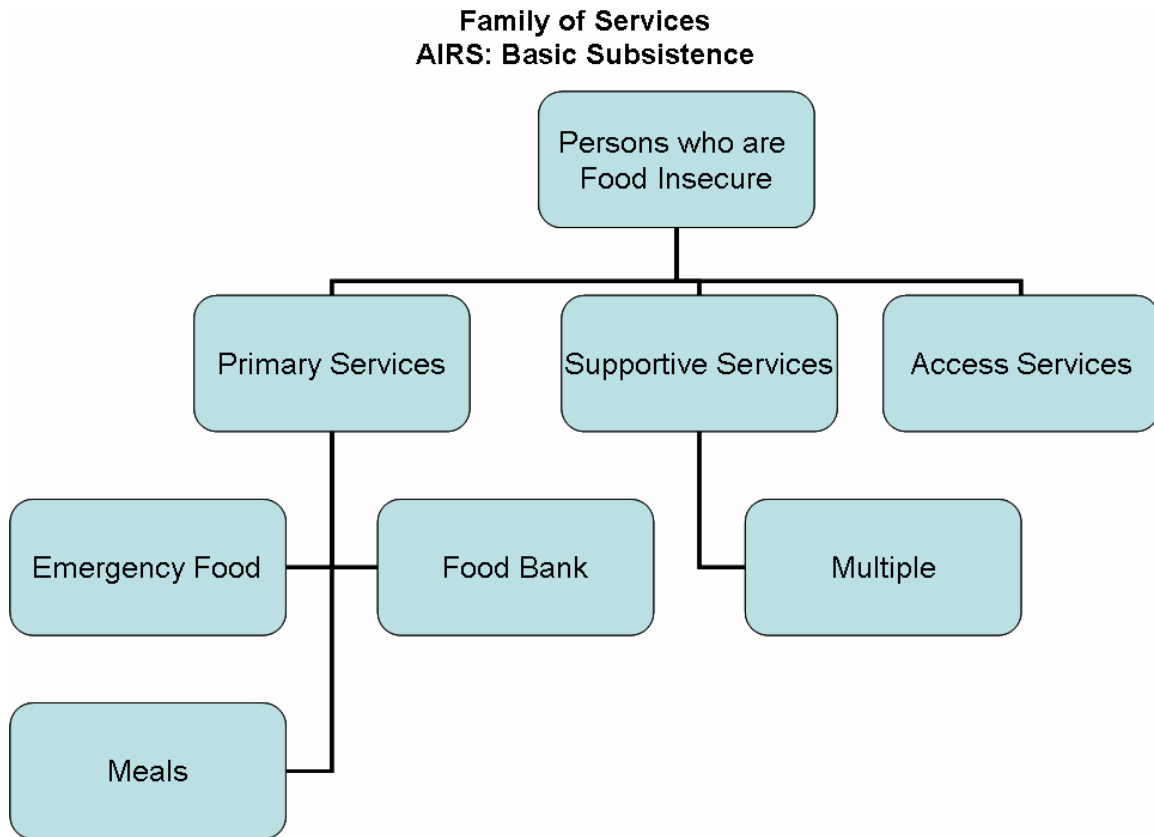 Family of Services
AIRS: Basic Subsistence
Persons who are
Food Insecure
Primary Services
Supportive Services
Access Services
Emergency Food
Food Bank
Multiple
Meals